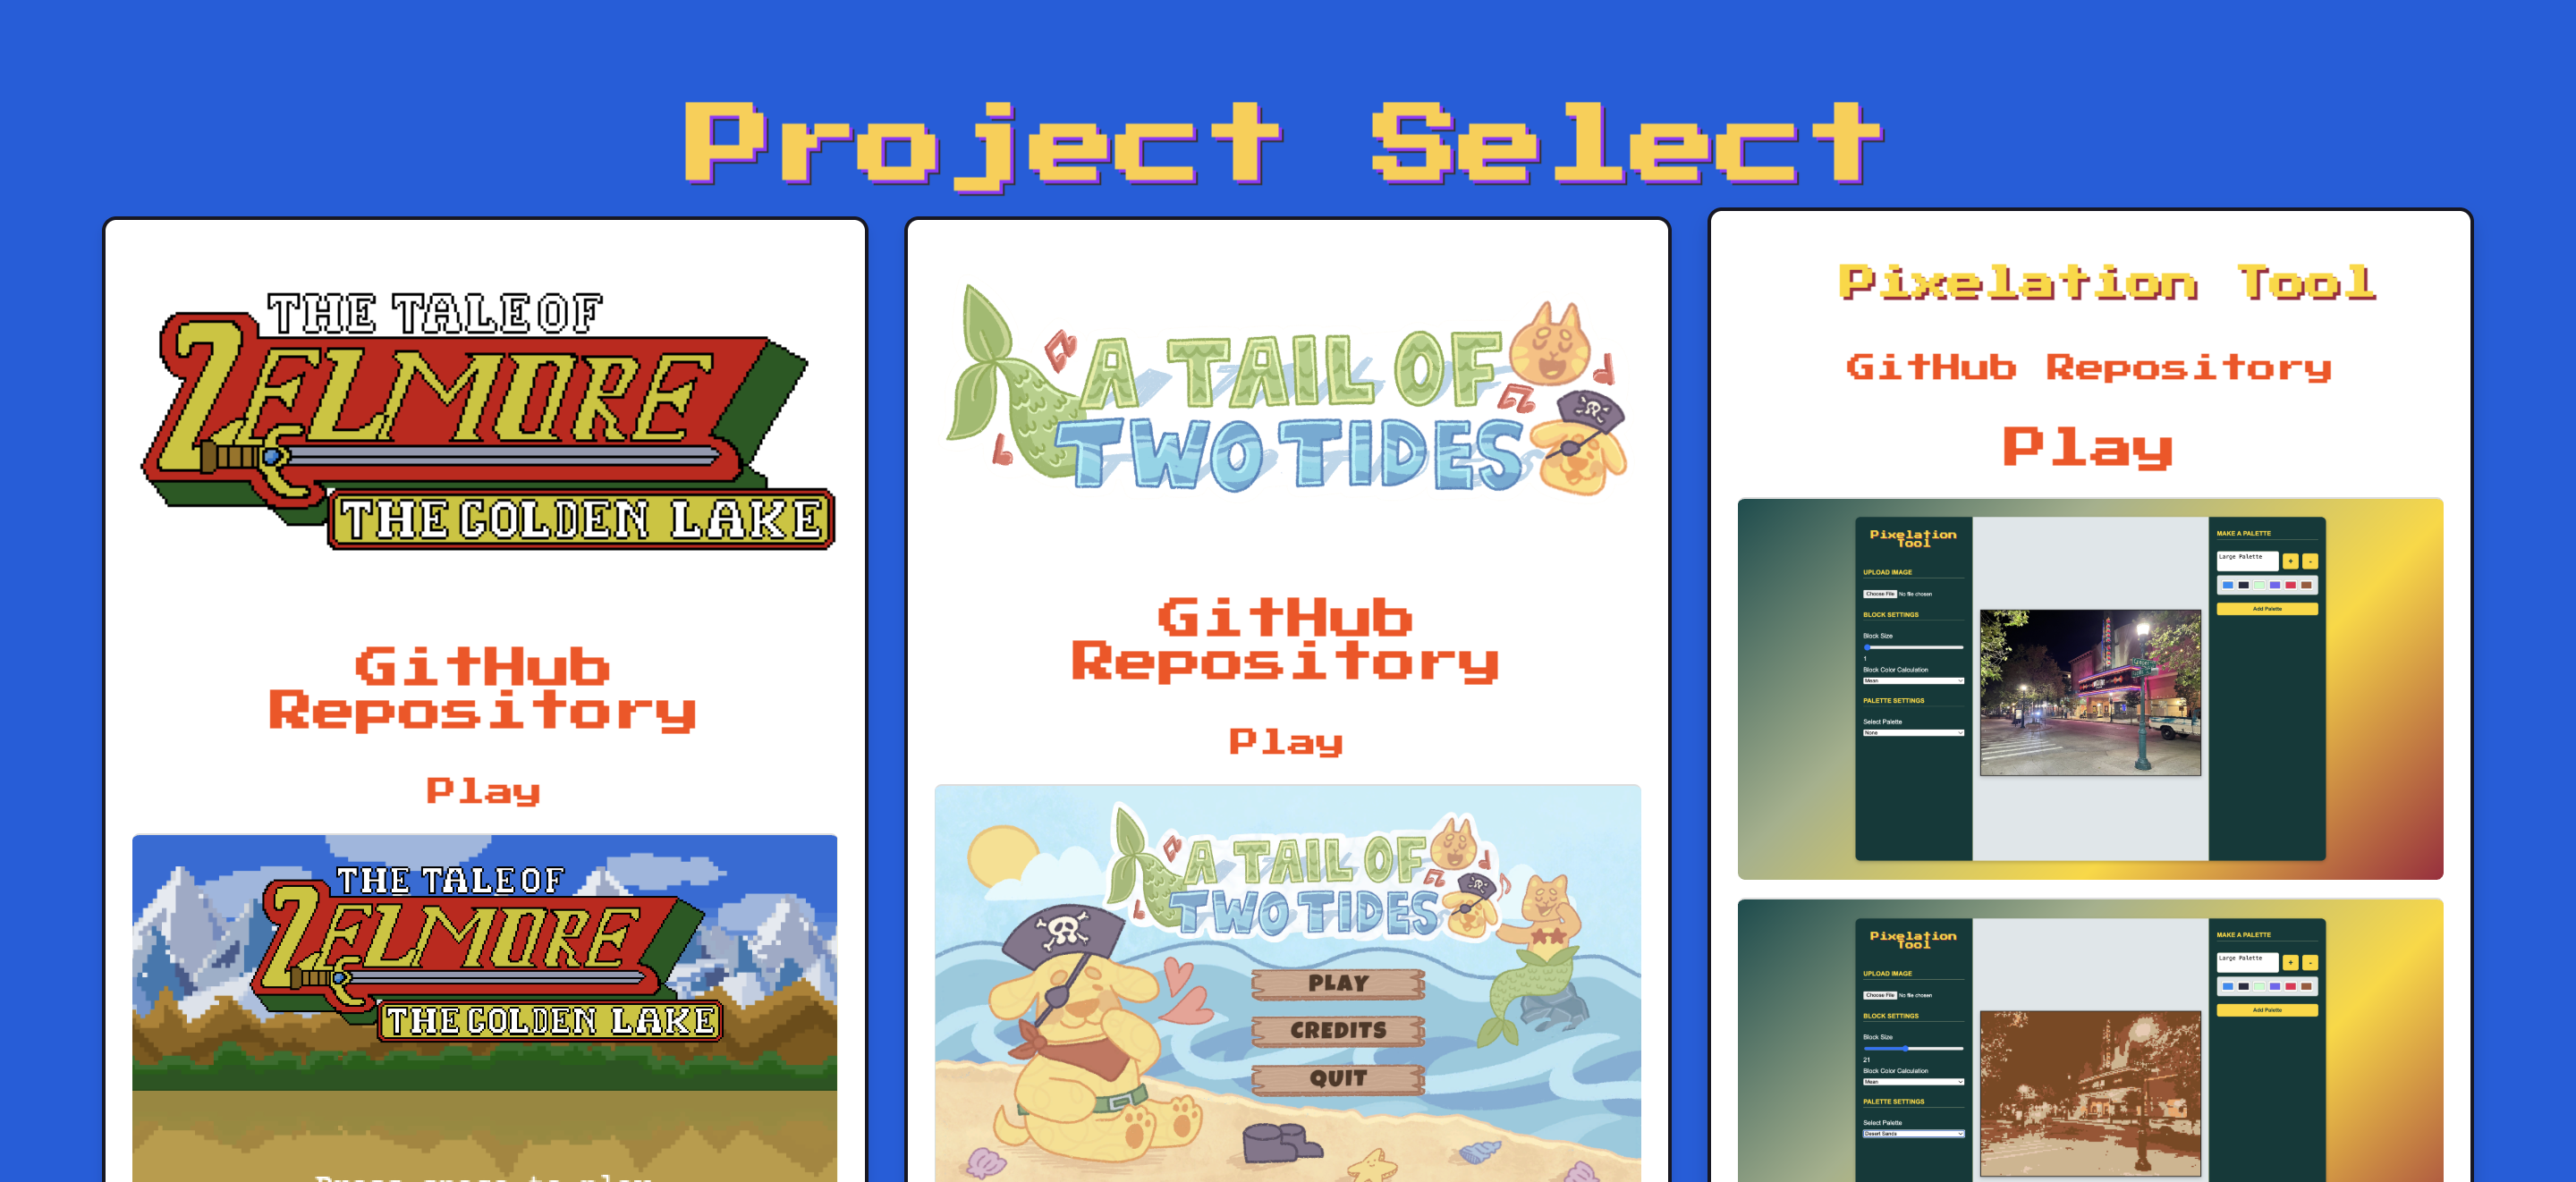 Project Select
THE TALE OF
ZELMORE
THE GOLDEN LAKE
GitHub
Repository
Play
THE TALE OF
ZELMORE
THE GOLDEN LAKE
Press space to play
A TAIL OF
TWO TIDES
GitHub
Repository
Play
A TAIL OF
TWO TIDES
PLAY
CREDITS
QUIT
Pixelation Tool
GitHub Repository
Play
Pixelation
Tool
UPLOAD IMAGE
Choose File No file chosen
BLOCK SETTINGS
Block Size
1
Block Color Calculation
Mean
PALETTE SETTINGS
Select Palette
None
MAKE A PALETTE
Large Palette
+ -
Add Palette
Pixelation
Tool
UPLOAD IMAGE
Choose File No file chosen
BLOCK SETTINGS
Block Size
21
Block Color Calculation
Mean
PALETTE SETTINGS
Select Palette
Desert Sands
MAKE A PALETTE
Large Palette
+ -
Add Palette